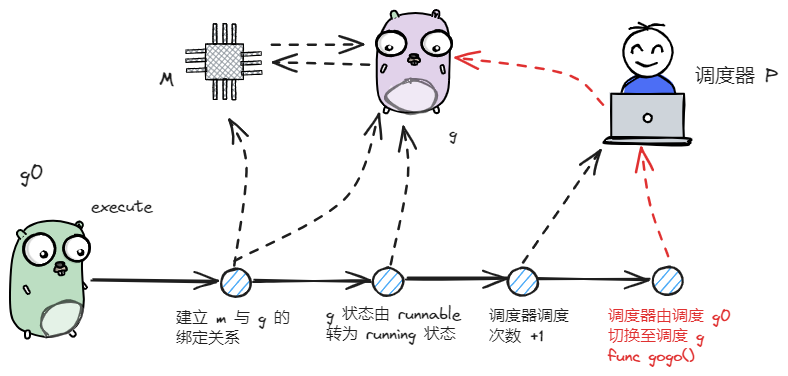 M
g
调度器 P
g0
execute
建立 m 与 g 的
绑定关系
g 状态由 runnable
转为 running 状态
调度器调度
次数 +1
调度器由调度 g0
切换至调度 g
func gogo()